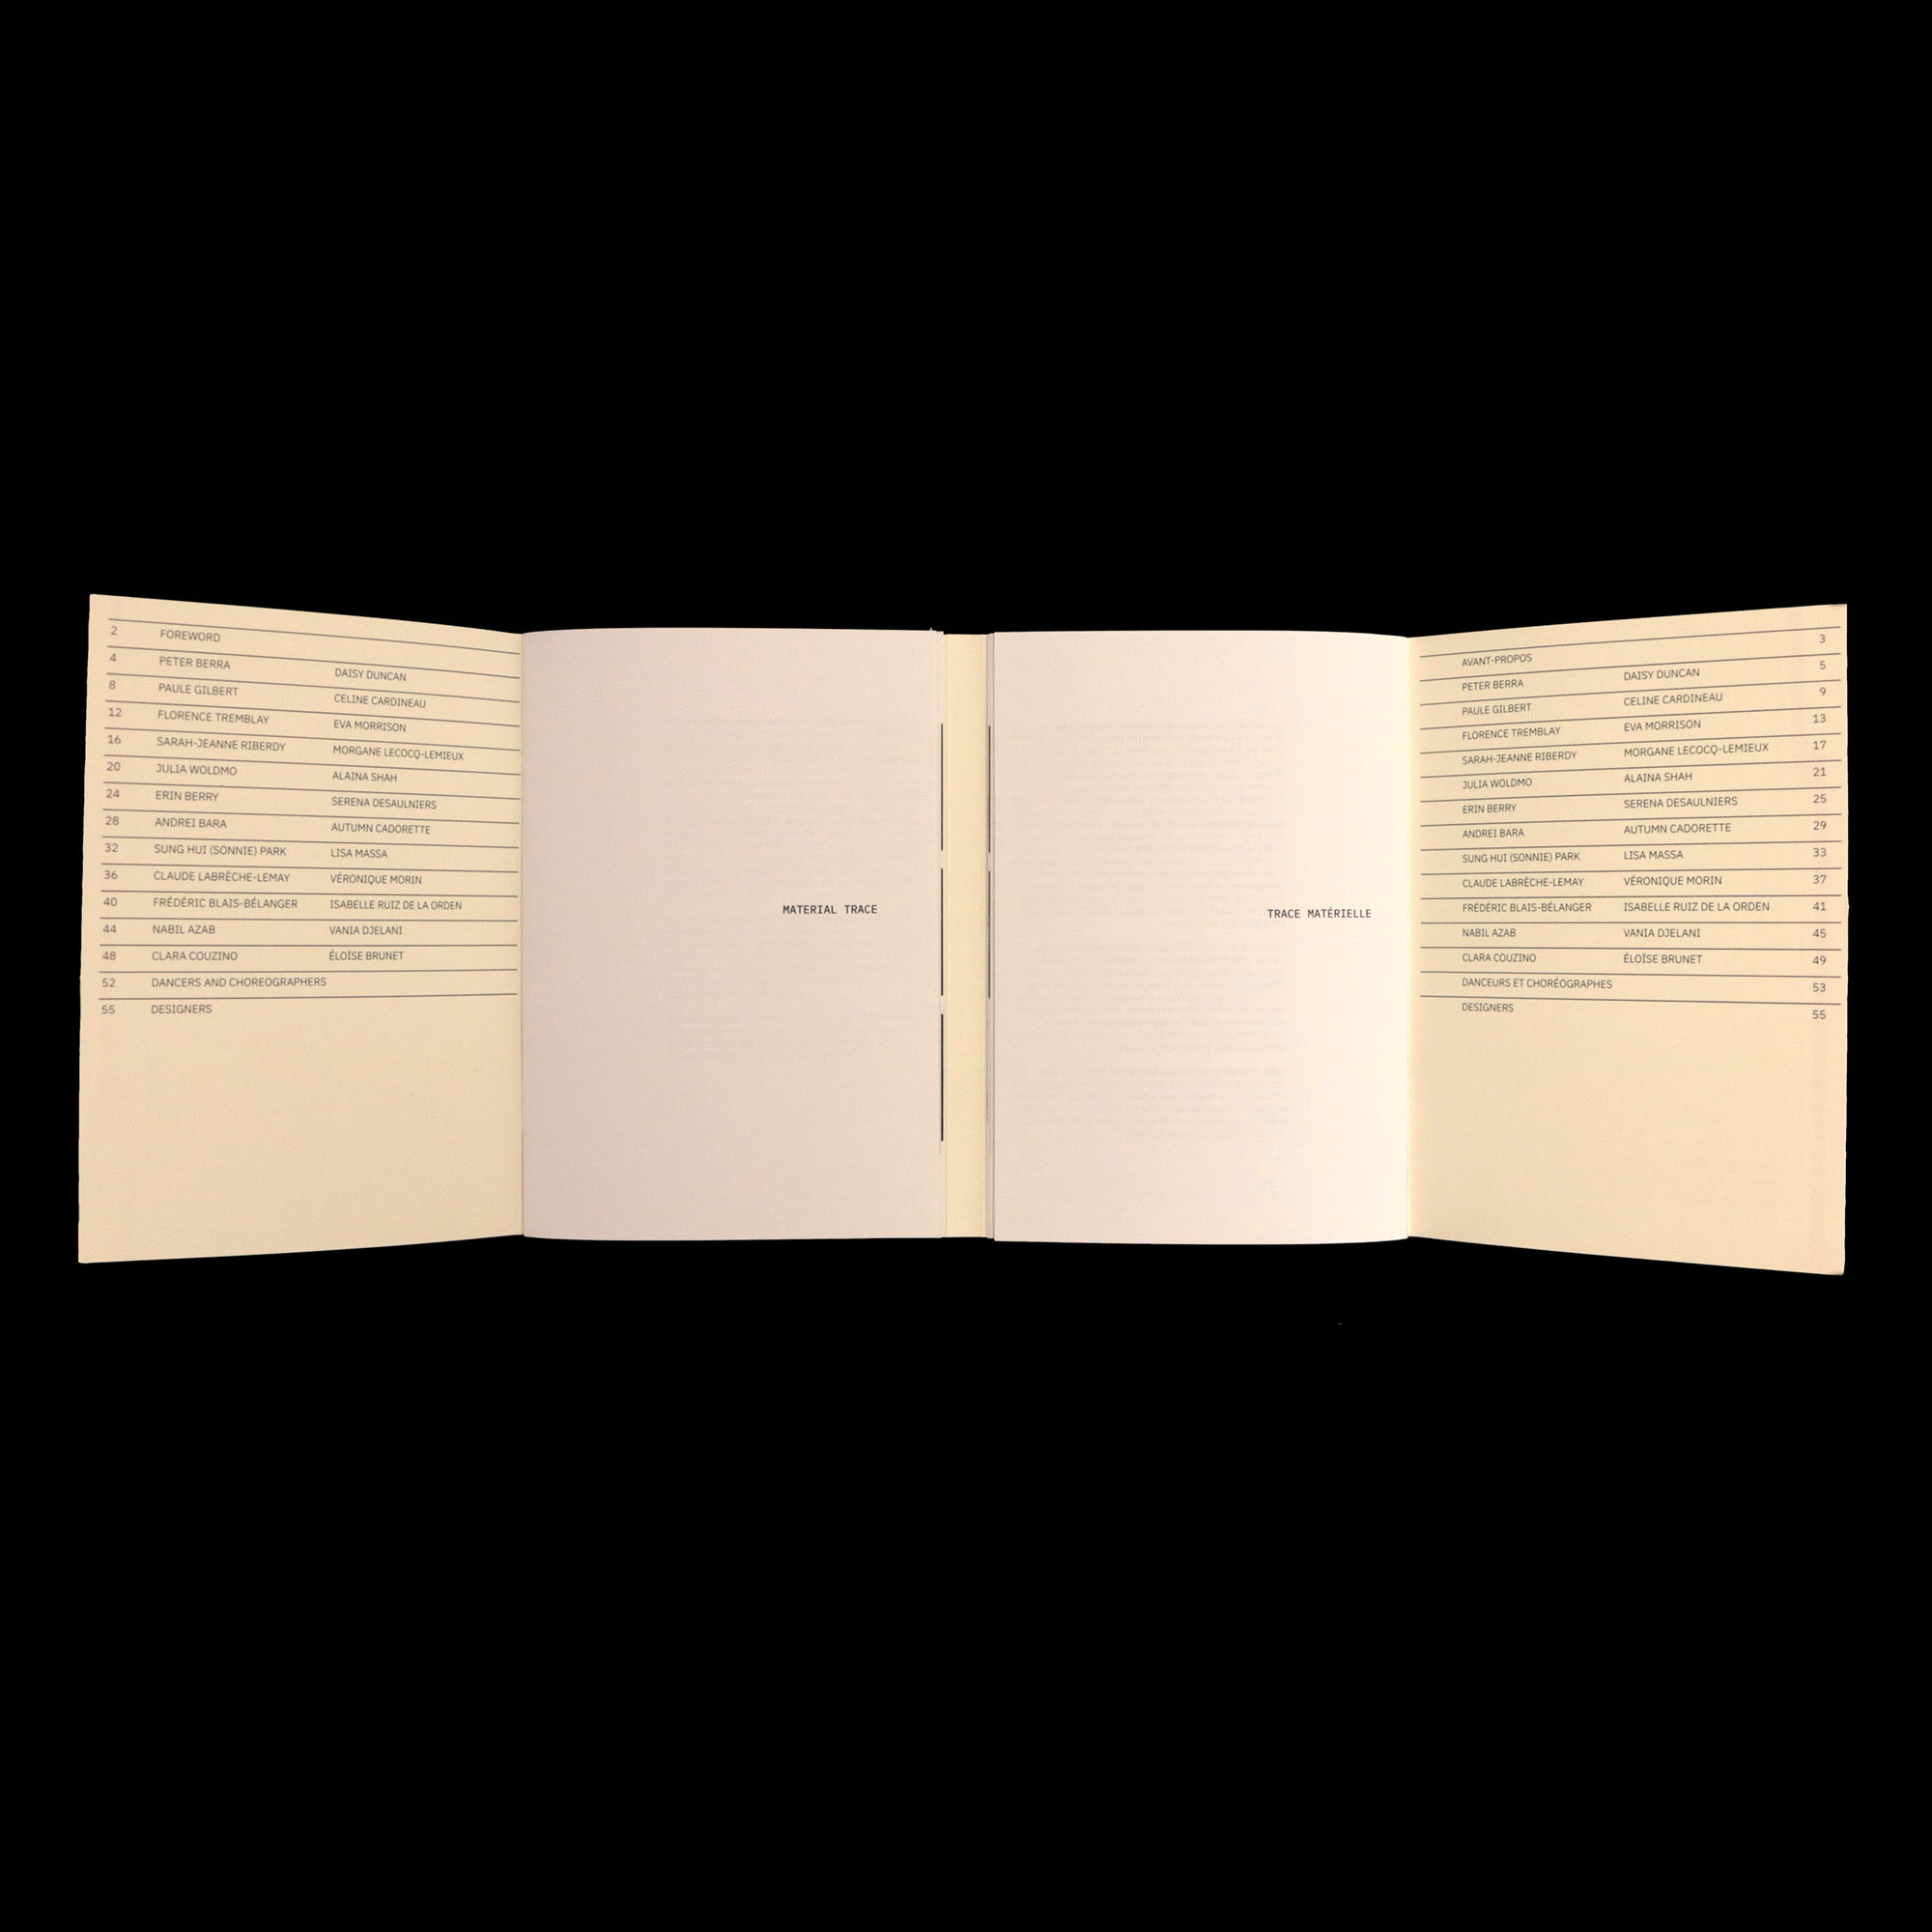 2 FOREWORD
4 PETER BERRA DAISY DUNCAN
8 PAULE GILBERT CELINE CARDINEAU
12 FLORENCE TREMBLAY EVA MORRISON
16 SARAH-JEANNE RIBERDY MORGANE LECOCQ-LEMIEUX
20 JULIA WOLDMO ALAINA SHAH
24 ERIN BERRY SERENA DESAULNIERS
28 ANDREI BARA AUTUMN CADORETTE
32 SUNG HUI (SONNIE) PARK LISA MASSA
36 CLAUDE LABRÈCHE-LEMAY VÉRONIQUE MORIN
40 FRÉDÉRIC BLAIS-BÉLANGER ISABELLE RUIZ DE LA ORDEN
44 NABIL AZAB VANIA DJELANI
48 CLARA COUZINO ÉLOÏSE BRUNET
52 DANCERS AND CHOREOGRAPHERS
55 DESIGNERS
MATERIAL TRACE
TRACE MATÉRIELLE
AVANT-PROPOS 3
PETER BERRA DAISY DUNCAN 5
PAULE GILBERT CELINE CARDINEAU 9
FLORENCE TREMBLAY EVA MORRISON 13
SARAH-JEANNE RIBERDY MORGANE LECOCQ-LEMIEUX 17
JULIA WOLDMO ALAINA SHAH 21
ERIN BERRY SERENA DESAULNIERS 25
ANDREI BARA AUTUMN CADORETTE 29
SUNG HUI (SONNIE) PARK LISA MASSA 33
CLAUDE LABRÈCHE-LEMAY VÉRONIQUE MORIN 37
FRÉDÉRIC BLAIS-BÉLANGER ISABELLE RUIZ DE LA ORDEN 41
NABIL AZAB VANIA DJELANI 45
CLARA COUZINO ÉLOÏSE BRUNET 49
DANCEURS ET CHORÉOGRAPHES 53
DESIGNERS 55